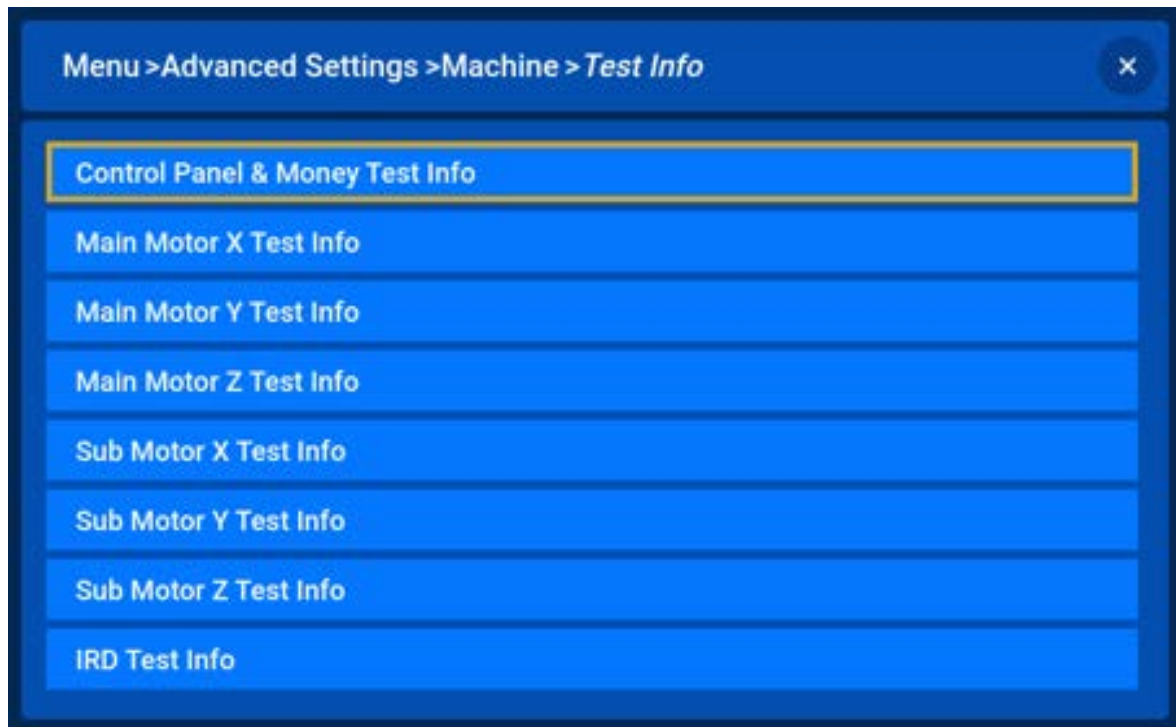 Menu >Advanced Settings >Machine >Test Info
×
Control Panel & Money Test Info
Main Motor X Test Info
Main Motor Y Test Info
Main Motor Z Test Info
Sub Motor X Test Info
Sub Motor Y Test Info
Sub Motor Z Test Info
IRD Test Info